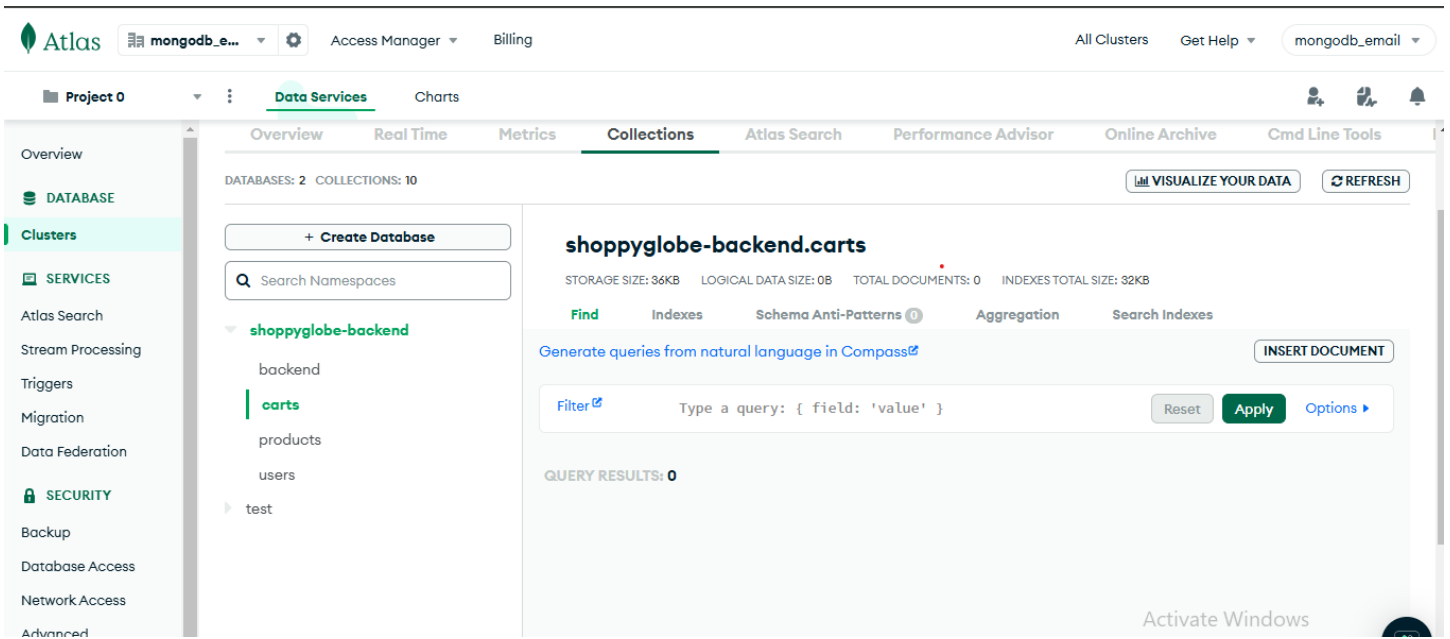 Atlas mongodb_e... Access Manager Billing All Clusters Get Help mongodb_email
Project 0 Data Services Charts
Overview Real Time Metrics Collections Atlas Search Performance Advisor Online Archive Cmd Line Tools
Overview
DATABASE
Clusters
SERVICES
Atlas Search
Stream Processing
Triggers
Migration
Data Federation
SECURITY
Backup
Database Access
Network Access
Advanced
DATABASES: 2 COLLECTIONS: 10
VISUALIZE YOUR DATA REFRESH
+ Create Database
Search Namespaces
shoppyglobe-backend
backend
carts
products
users
test
shoppyglobe-backend.carts
STORAGE SIZE: 36KB LOGICAL DATA SIZE: 0B TOTAL DOCUMENTS: 0 INDEXES TOTAL SIZE: 32KB
Find Indexes Schema Anti-Patterns 0 Aggregation Search Indexes
Generate queries from natural language in Compass
INSERT DOCUMENT
Filter Type a query: { field: 'value' } Reset Apply Options
QUERY RESULTS: 0
Activate Windows